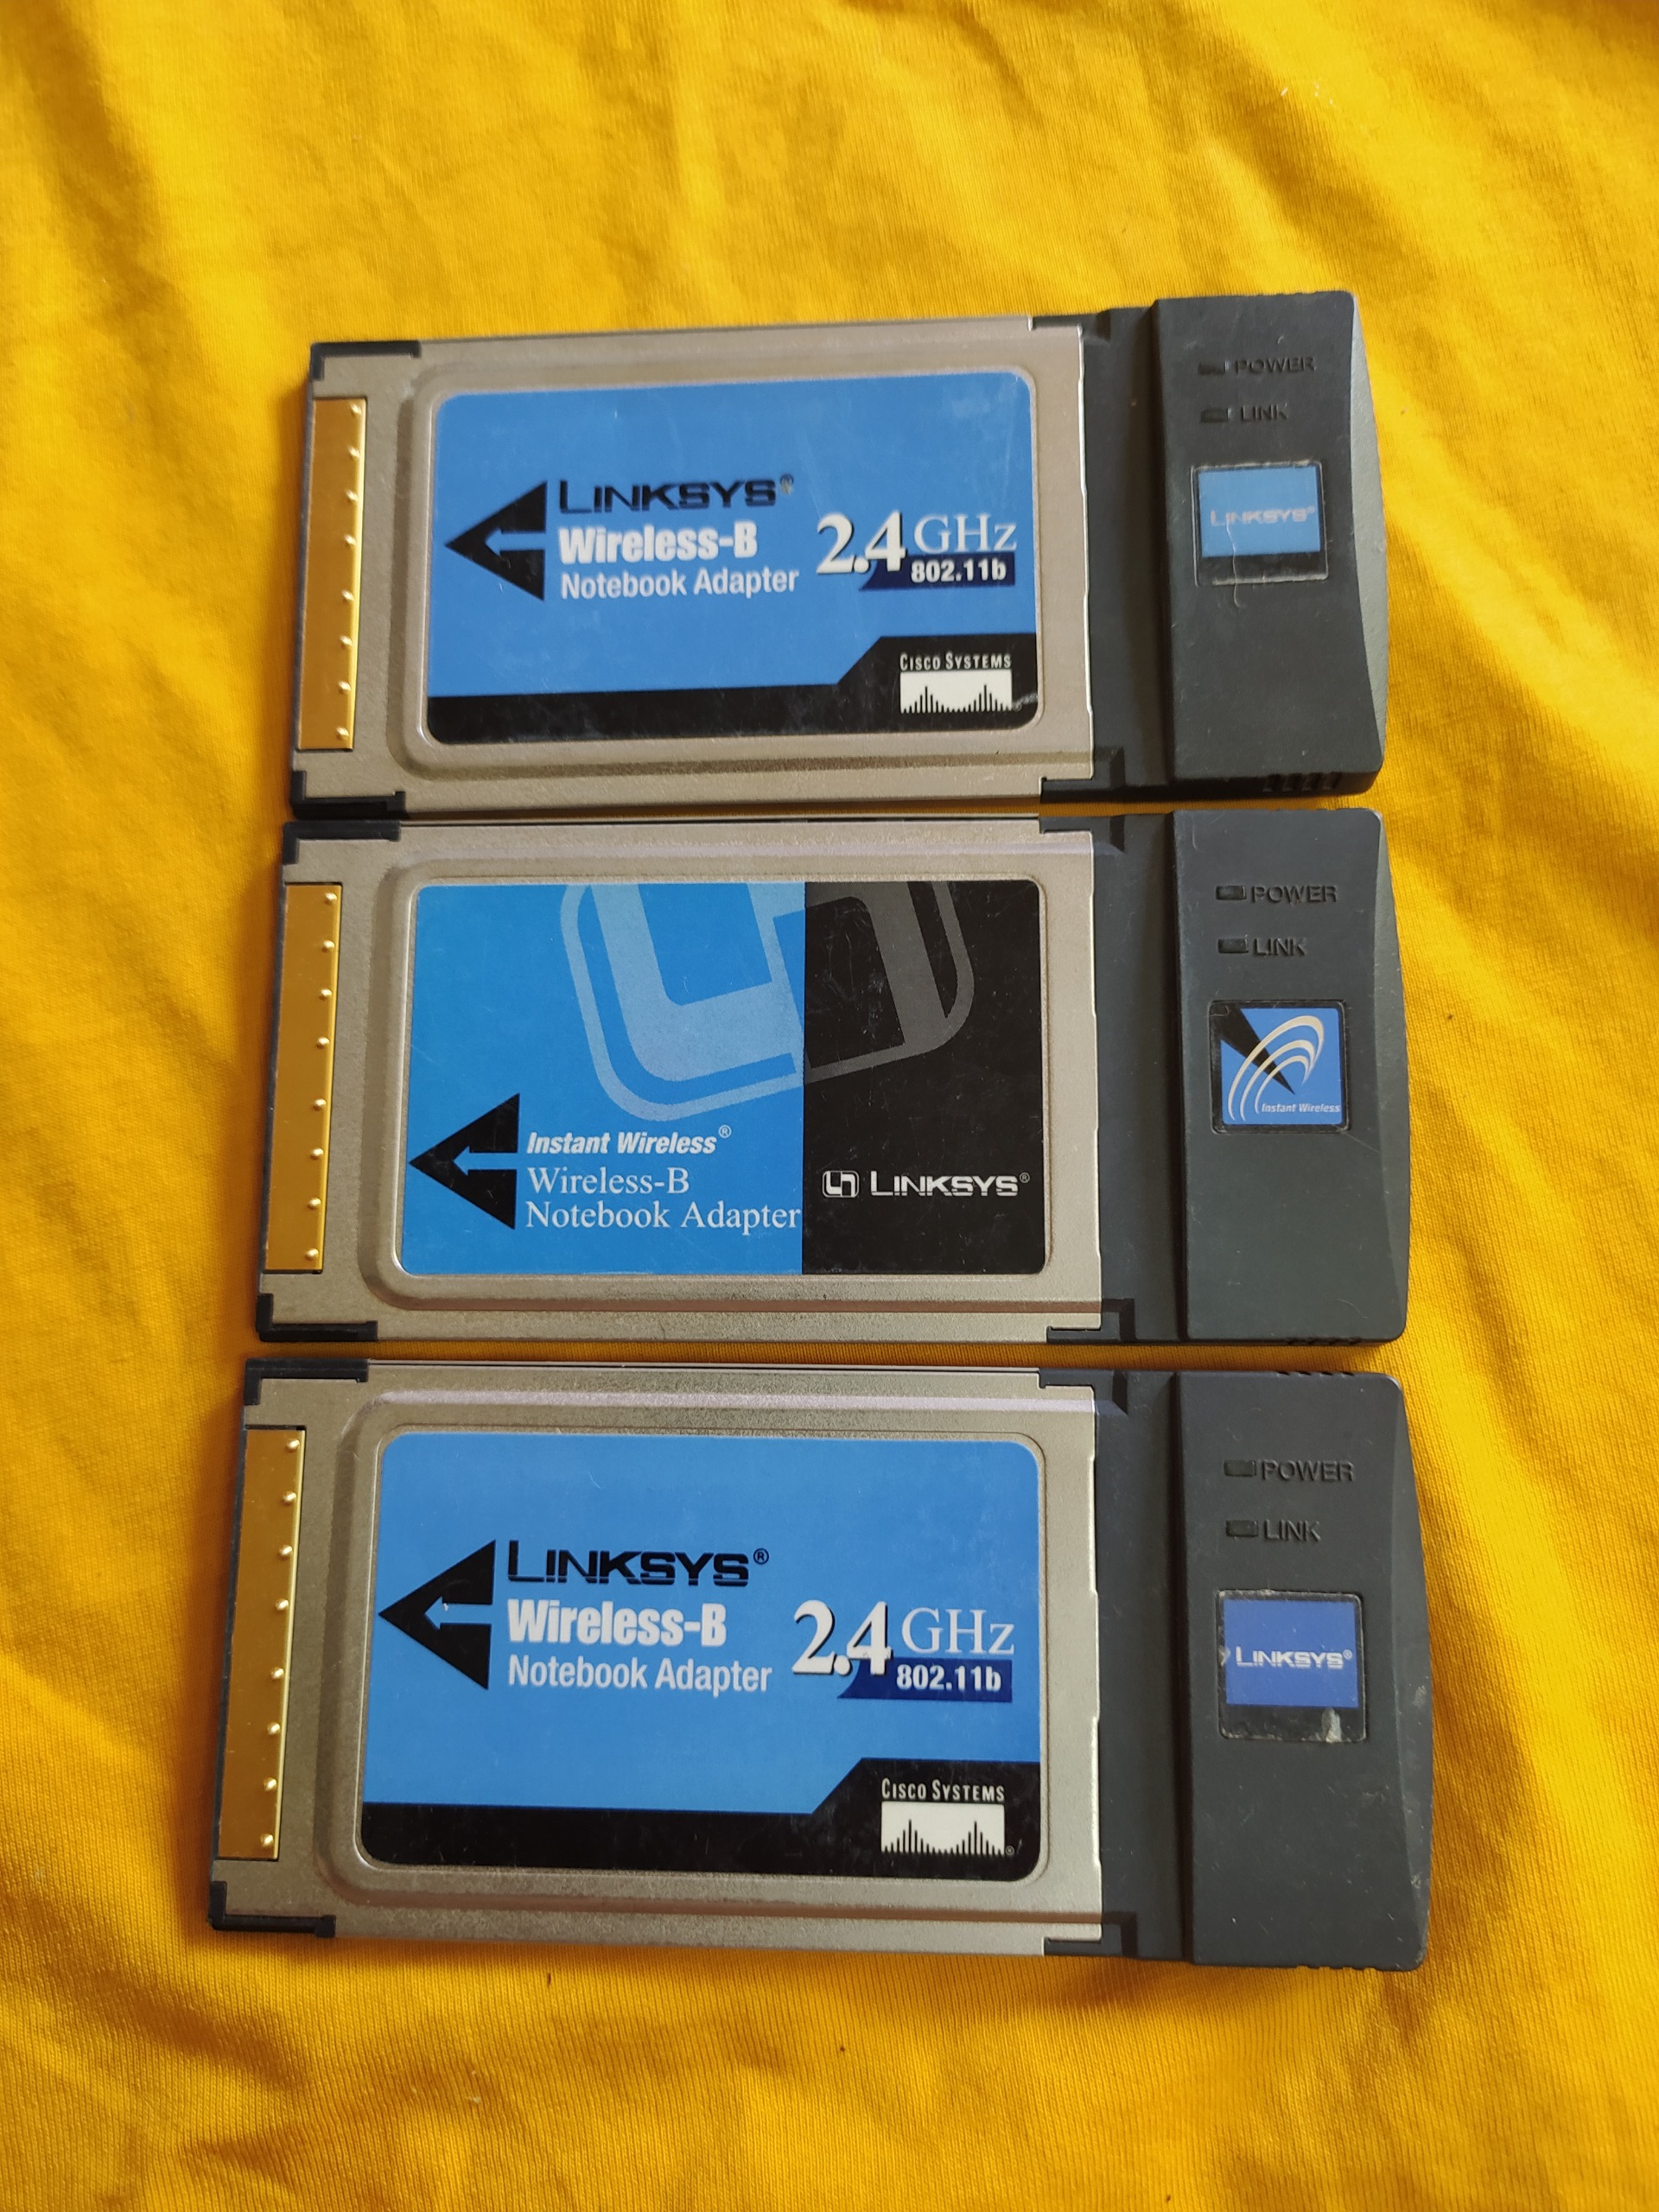 LINKSYS®
Wireless-B
Notebook Adapter
2.4 GHz
802.11b
CISCO SYSTEMS
POWER
LINK
LINKSYS®
Instant Wireless®
Wireless-B
Notebook Adapter
LINKSYS®
POWER
LINK
Instant Wireless
LINKSYS®
Wireless-B
Notebook Adapter
2.4 GHz
802.11b
CISCO SYSTEMS
®
POWER
LINK
LINKSYS®